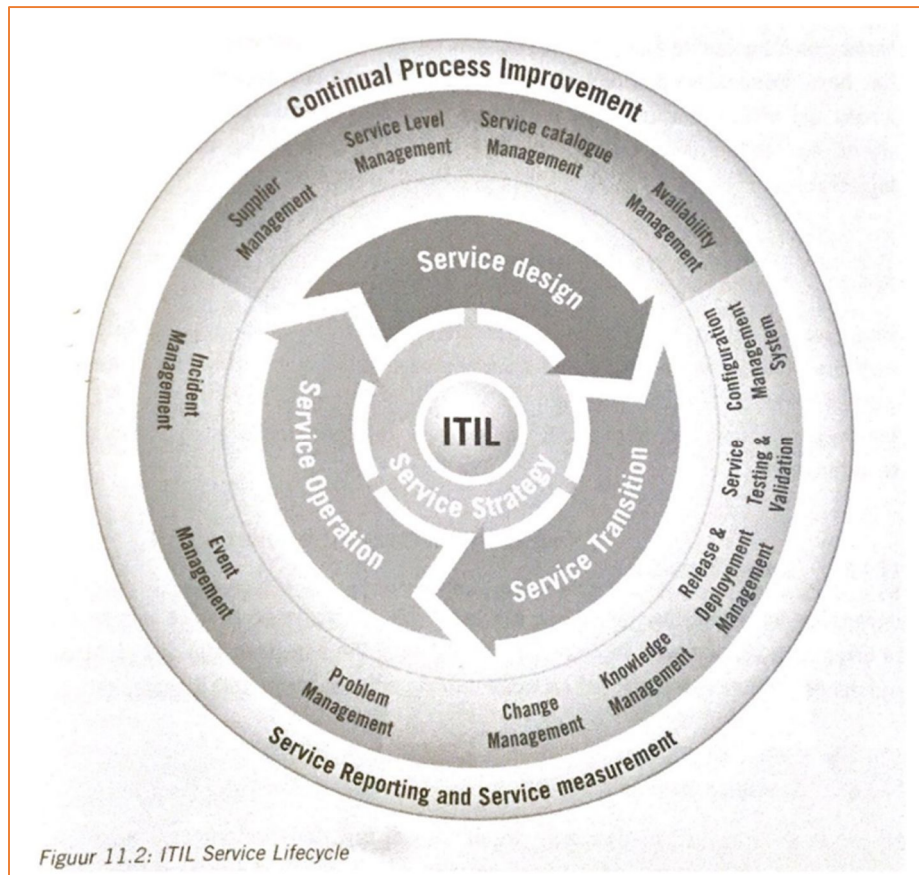 Continual Process Improvement
Supplier
Management
Service Level
Management
Service catalogue
Management
Availability
Management
Configuration
Management
System
Service
Testing &
Validation
Release &
Deployement
Management
Knowledge
Management
Change
Management
Problem
Management
Event
Management
Incident
Management
Service design
Service Transition
Service Operation
Service Strategy
ITIL
Service Reporting and Service measurement
Figuur 11.2: ITIL Service Lifecycle